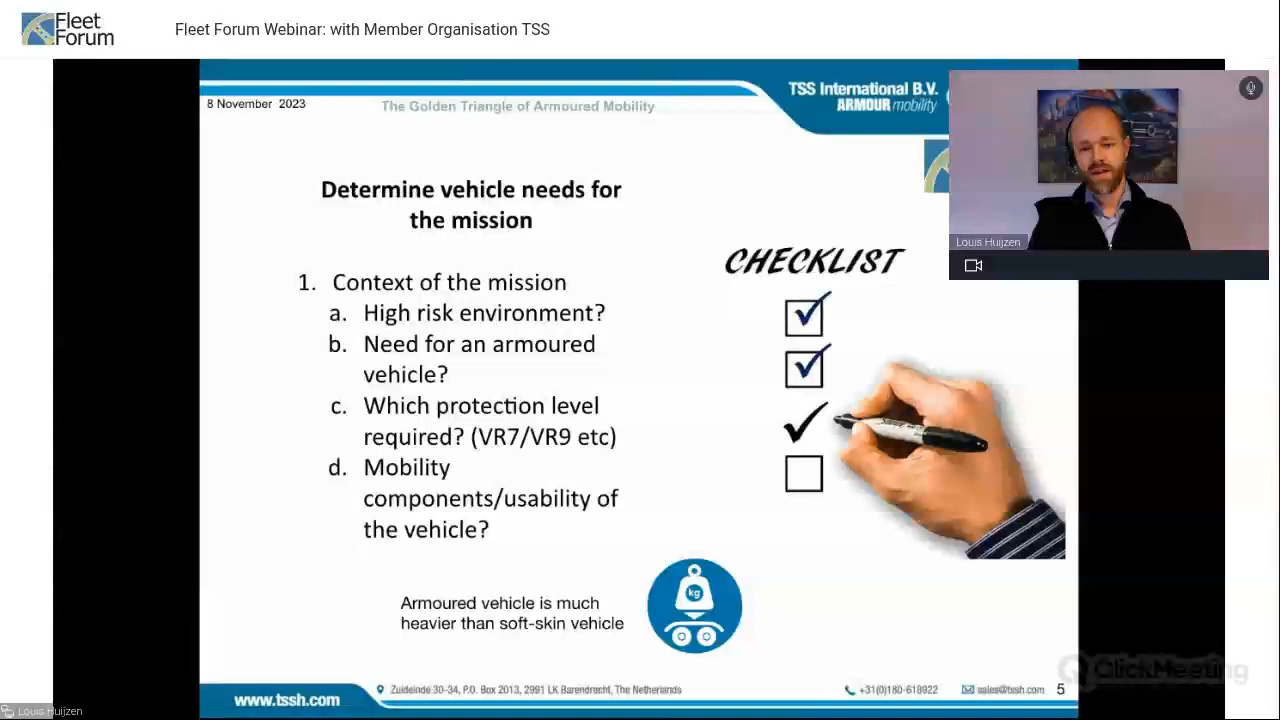 Fleet
Forum
Fleet Forum Webinar: with Member Organisation TSS
8 November 2023
The Golden Triangle of Armoured Mobility
TSS International B.V.
ARMOUR mobility
Louis Huijzen
Determine vehicle needs for
the mission
CHECKLIST
1. Context of the mission
a. High risk environment?
b. Need for an armoured
vehicle?
c. Which protection level
required? (VR7/VR9 etc)
d. Mobility
components/usability of
the vehicle?
kg
Armoured vehicle is much
heavier than soft-skin vehicle
ClickMeeting
www.tssh.com
Zuideinde 30-34, P.O. Box 2013, 2991 LK Barendrecht, The Netherlands
+31(0)180-618922
sales@tssh.com
5
Louis Huijzen